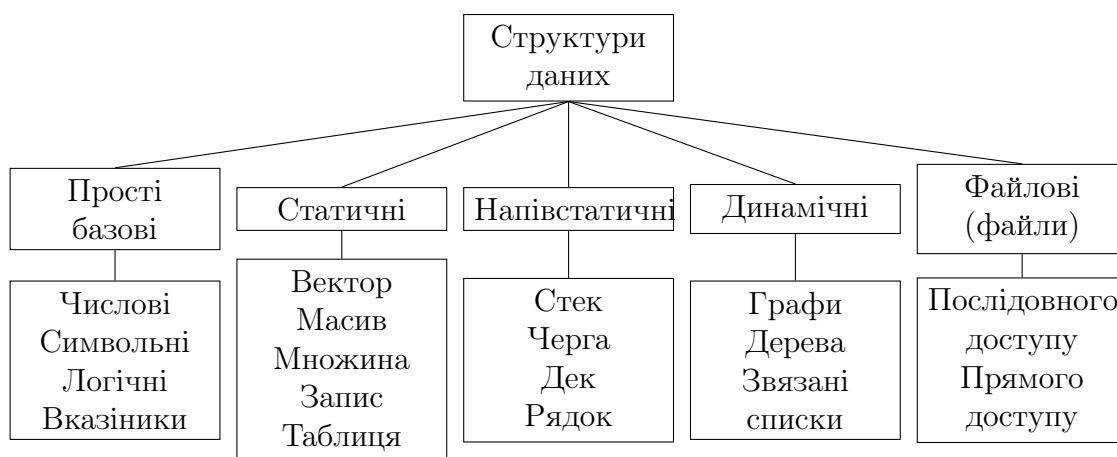 Структури
даних
Прості
базові
Статичні
Напівстатичні
Динамічні
Файлові
(файли)
Числові
Символьні
Логічні
Вказіники
Вектор
Масив
Множина
Запис
Таблиця
Стек
Черга
Дек
Рядок
Графи
Дерева
Звязані
списки
Послідовного
доступу
Прямого
доступу